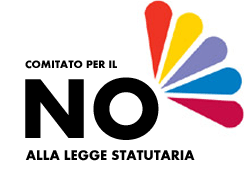 COMITATO PER IL
NO
ALLA LEGGE STATUTARIA